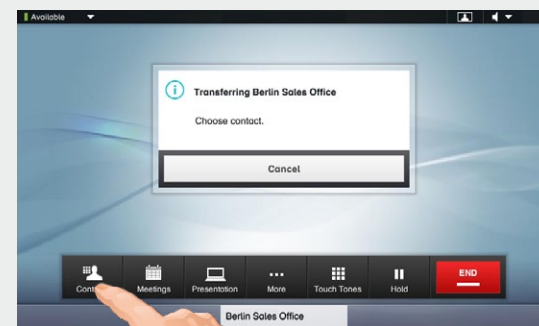 Available
Transferring Berlin Sales Office
Choose contact.
Cancel
Meetings Presentation More Touch Tones Hold END
Berlin Sales Office